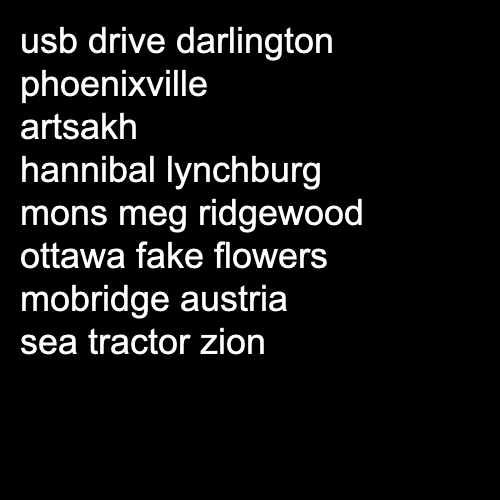 usb drive darlington
phoenixville
artsakh
hannibal lynchburg
mons meg ridgewood
ottawa fake flowers
mobridge austria
sea tractor zion